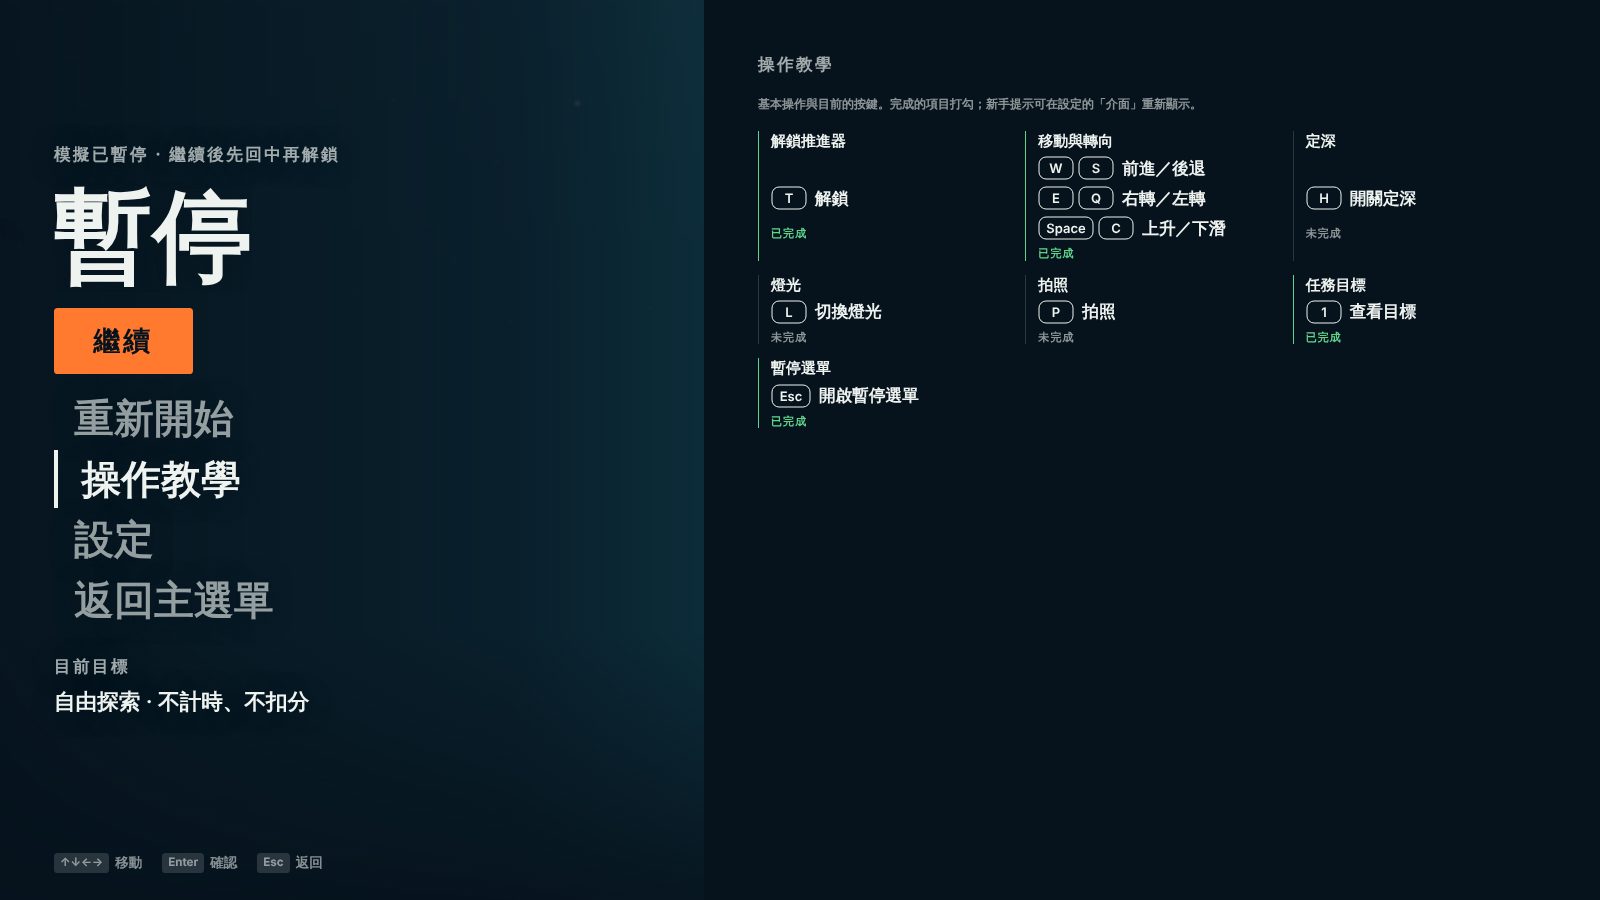 模擬已暫停 · 繼續後先回中再解鎖
暫停
繼續
重新開始
操作教學
設定
返回主選單
目前目標
自由探索 · 不計時、不扣分
↑↓←→ 移動 Enter 確認 Esc 返回
操作教學
基本操作與目前的按鍵。完成的項目打勾；新手提示可在設定的「介面」重新顯示。
解鎖推進器
T 解鎖
已完成
移動與轉向
W S 前進／後退
E Q 右轉／左轉
Space C 上升／下潛
已完成
定深
H 開關定深
未完成
燈光
L 切換燈光
未完成
拍照
P 拍照
未完成
任務目標
1 查看目標
已完成
暫停選單
Esc 開啟暫停選單
已完成